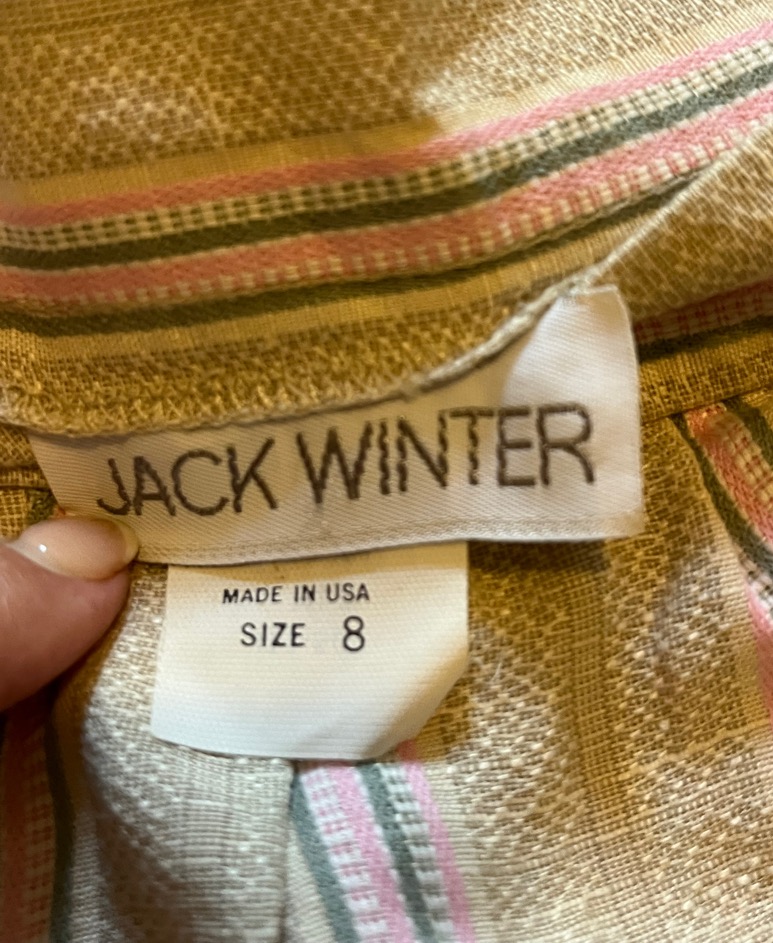 JACK WINTER
MADE IN USA
SIZE 8